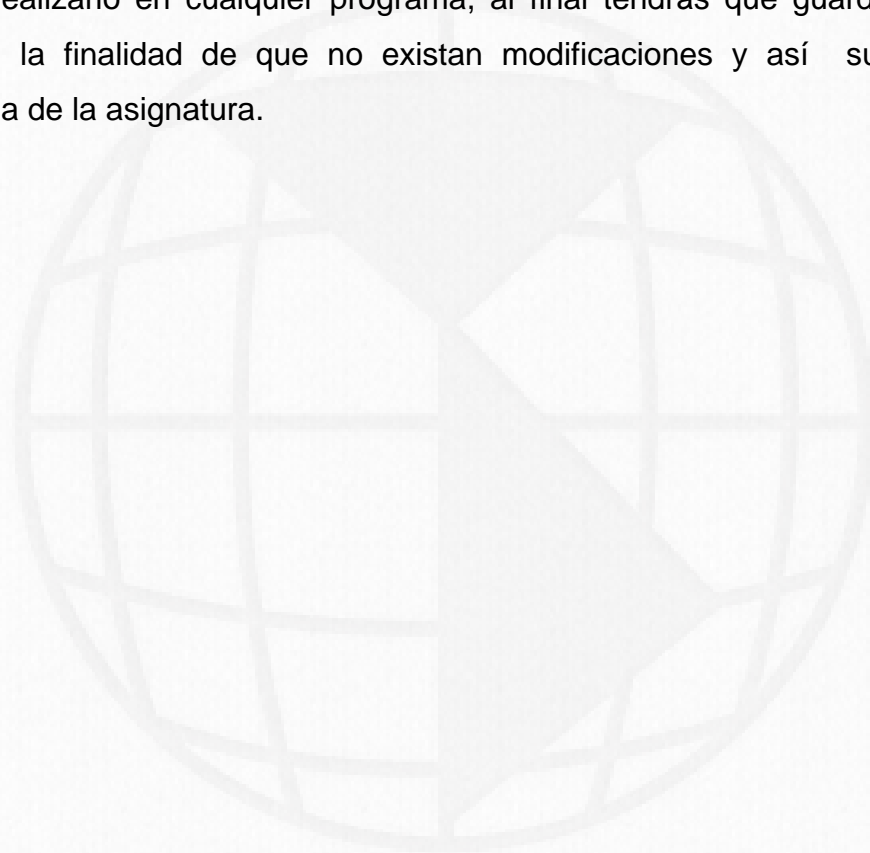 en cualquier programa, al final tendrás que
la finalidad de que no existan modificaciones y así
de la asignatura.